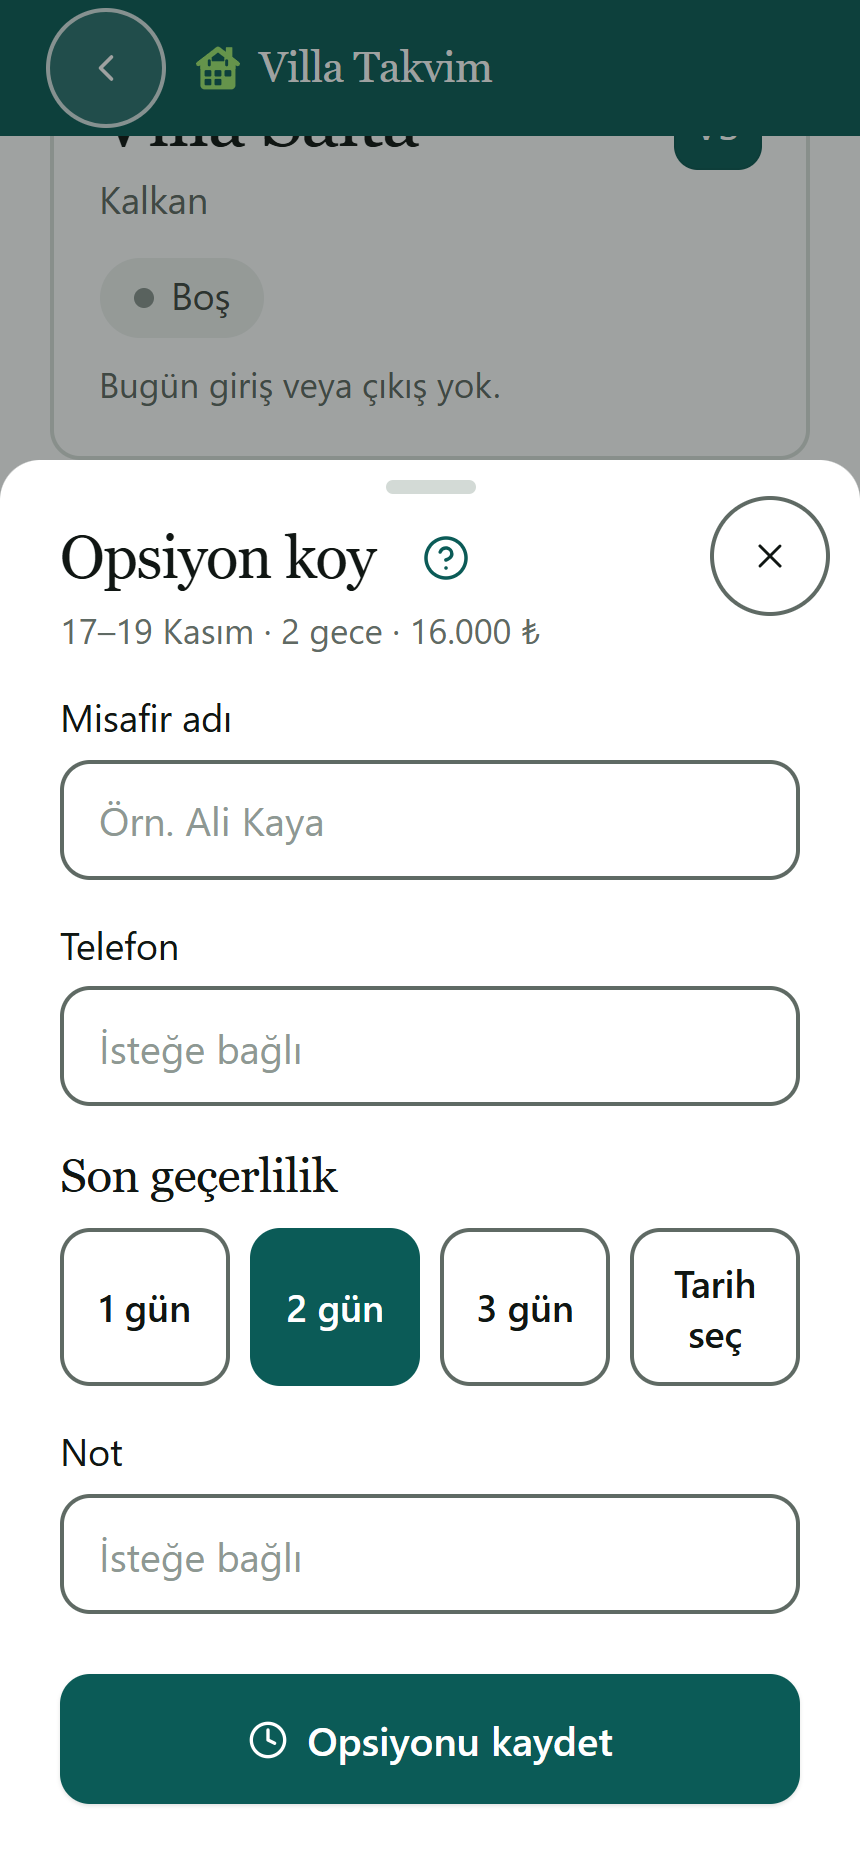 Villa Takvim
Kalkan
Boş
Bugün giriş veya çıkış yok.
Opsiyon koy
17–19 Kasım · 2 gece · 16.000 ₺
Misafir adı
Örn. Ali Kaya
Telefon
İsteğe bağlı
Son geçerlilik
1 gün
2 gün
3 gün
Tarih
seç
Not
İsteğe bağlı
Opsiyonu kaydet